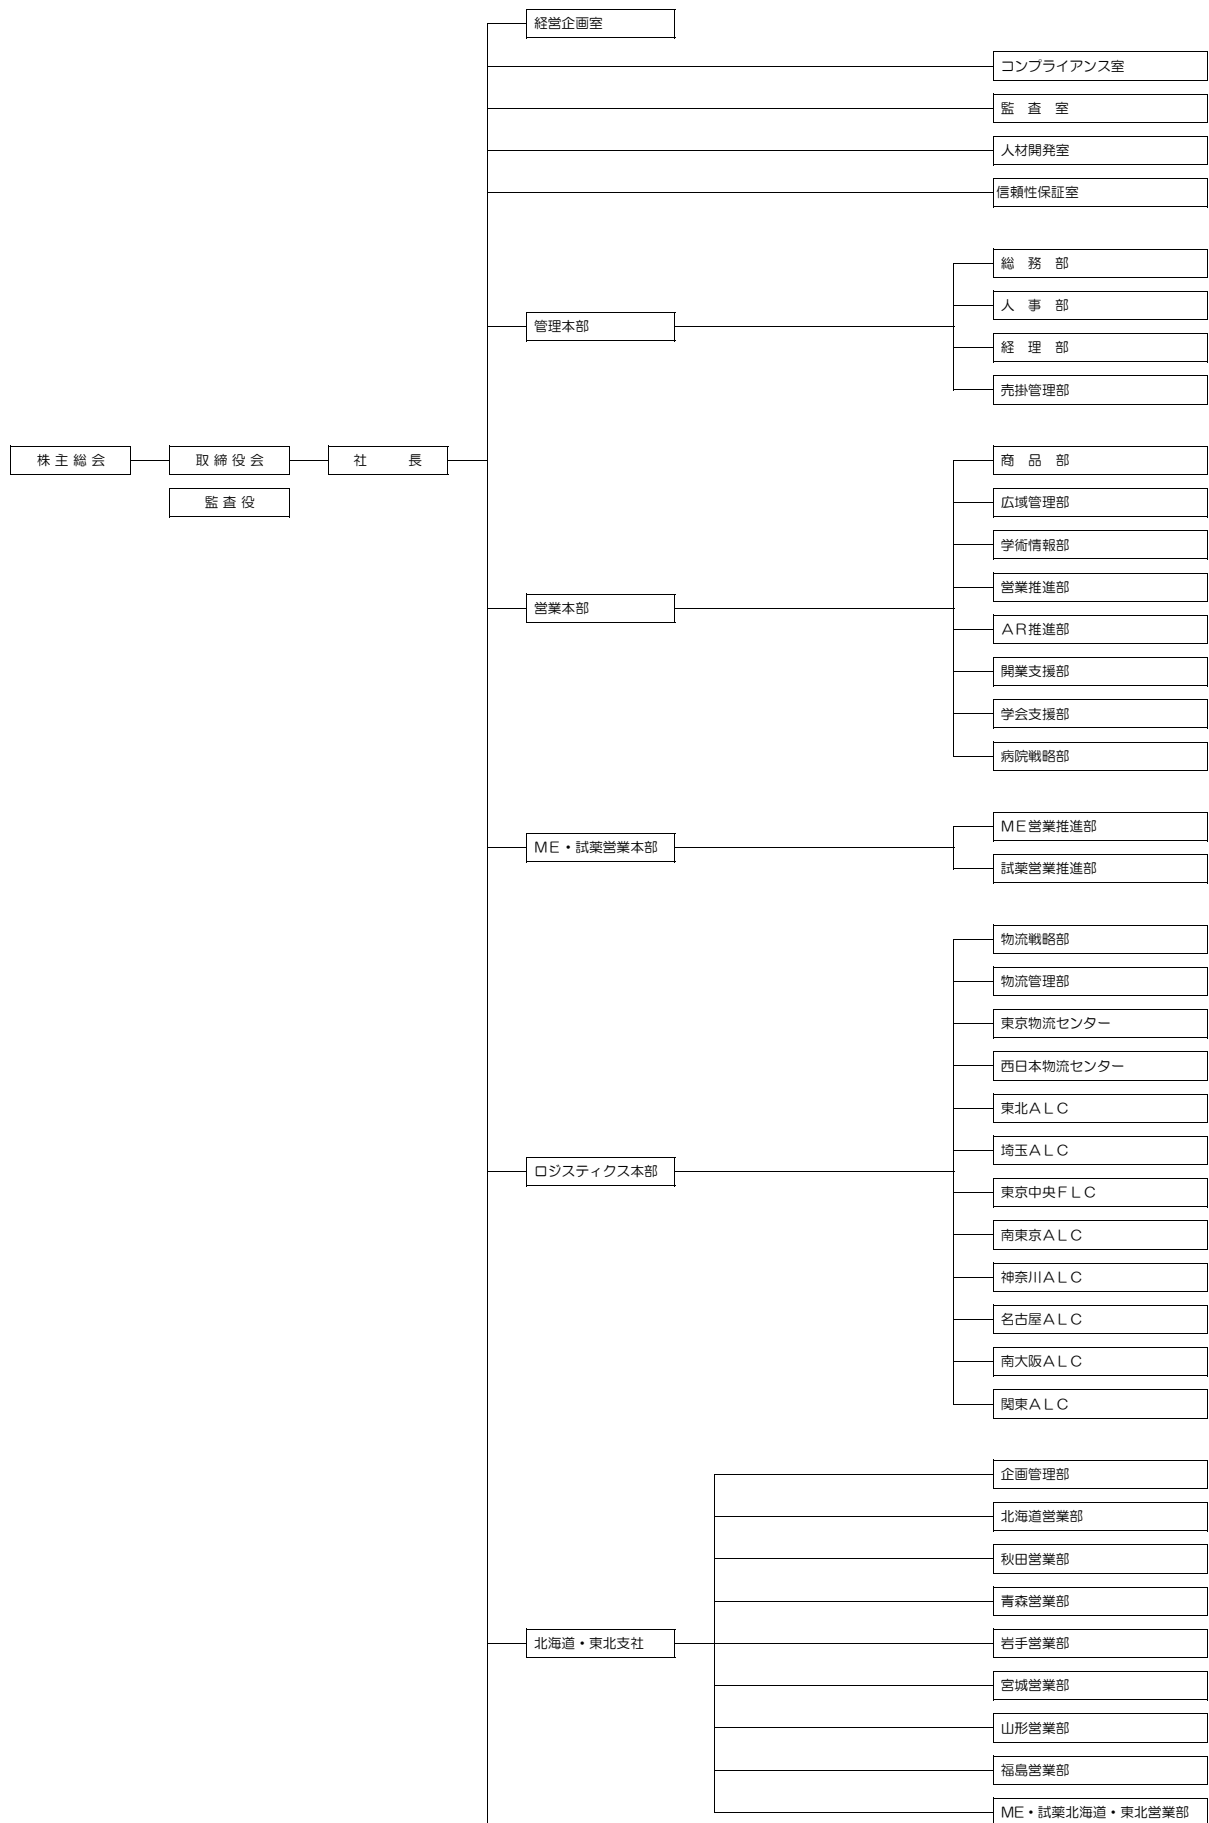 経営企画室
コンプライアンス室
監　査　室
人材開発室
信頼性保証室
総　務　部
人　事　部
管理本部
経　理　部
売掛管理部
株 主 総 会
取 締 役 会
社　　　長
監 査 役
商　品　部
広域管理部
学術情報部
営業推進部
営業本部
ＡＲ推進部
開業支援部
学会支援部
病院戦略部
ＭＥ営業推進部
ＭＥ・試薬営業本部
試薬営業推進部
物流戦略部
物流管理部
東京物流センター
西日本物流センター
東北ＡＬＣ
埼玉ＡＬＣ
ロジスティクス本部
東京中央ＦＬＣ
南東京ＡＬＣ
神奈川ＡＬＣ
名古屋ＡＬＣ
南大阪ＡＬＣ
関東ＡＬＣ
企画管理部
北海道営業部
秋田営業部
青森営業部
北海道・東北支社
岩手営業部
宮城営業部
山形営業部
福島営業部
ME・試薬北海道・東北営業部